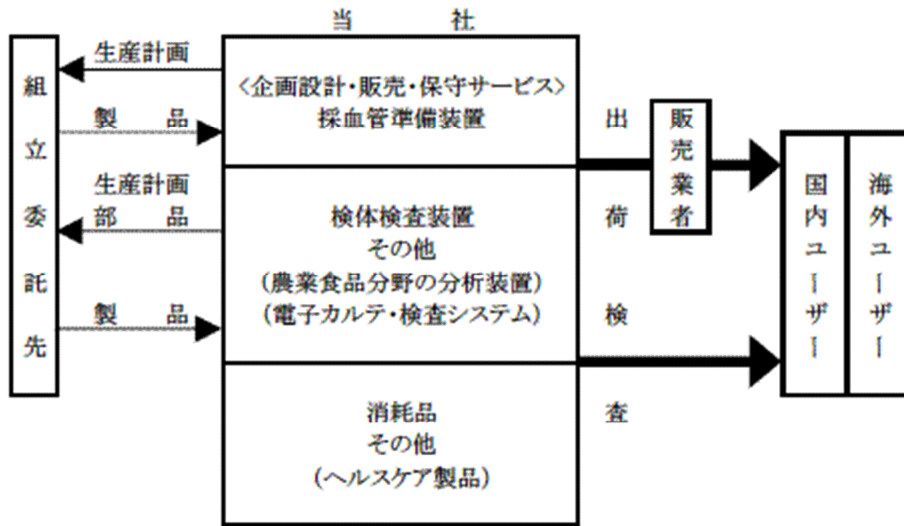 当　　　社
組立委託先
生産計画
製　　品
生産計画
部　　品
製　　品
〈企画設計・販売・保守サービス〉
採血管準備装置
検体検査装置
その他
（農業食品分野の分析装置）
（電子カルテ・検査システム）
消耗品
その他
（ヘルスケア製品）
出荷検査
販売業者
国内ユーザー
海外ユーザー